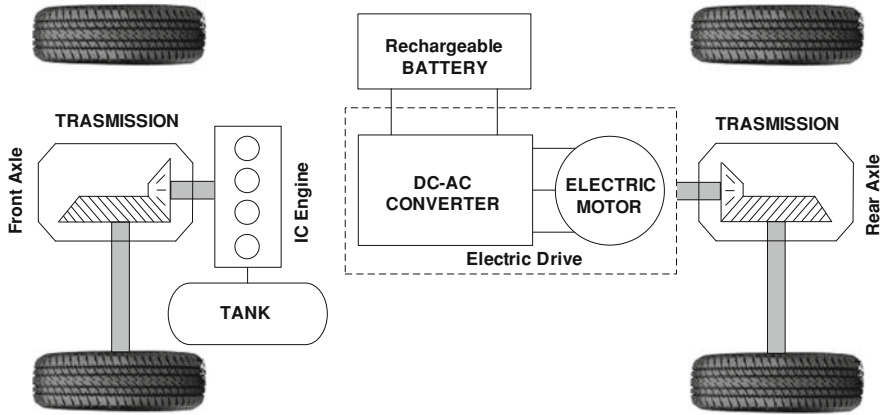 Rechargeable
BATTERY
TRASMISSION
TRASMISSION
Front Axle
IC Engine
DC-AC
CONVERTER
ELECTRIC
MOTOR
Rear Axle
Electric Drive
TANK